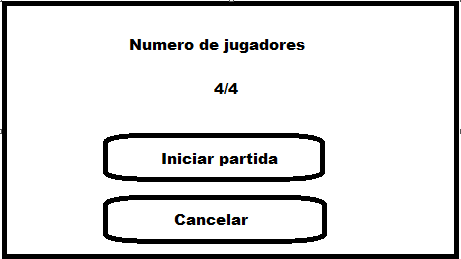 Numero de jugadores
4/4
Iniciar partida
Cancelar